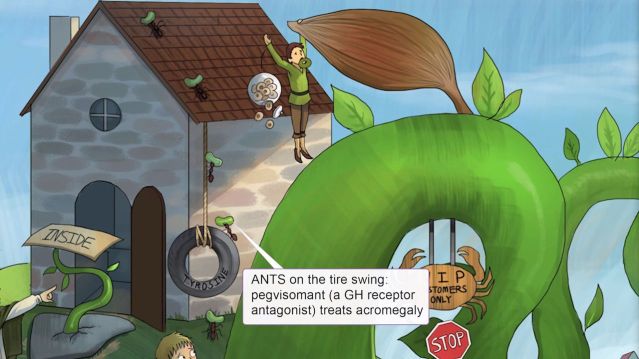 INSIDE
TYROSINE
ANTS on the tire swing:
pegvisomant (a GH receptor
antagonist) treats acromegaly
IP
STOMERS
ONLY
STOP